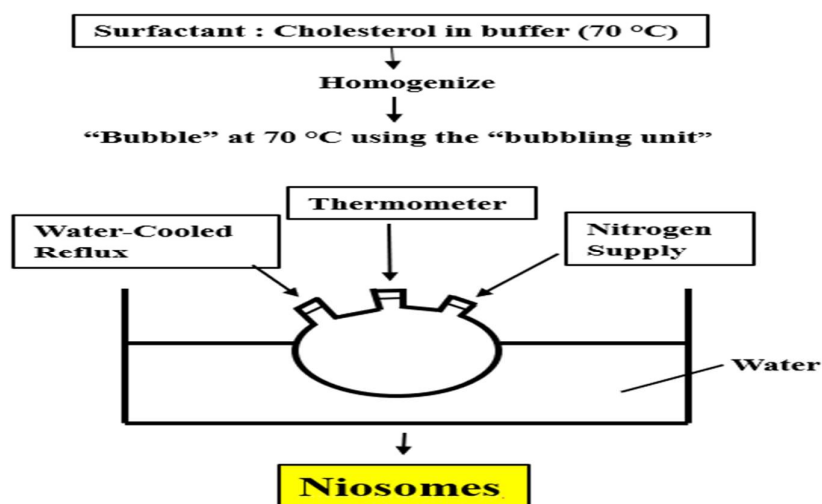 Surfactant : Cholesterol in buffer (70 °C)
Homogenize
“Bubble” at 70 °C using the “bubbling unit”
Thermometer
Water-Cooled
Reflux
Nitrogen
Supply
Water
Niosomes